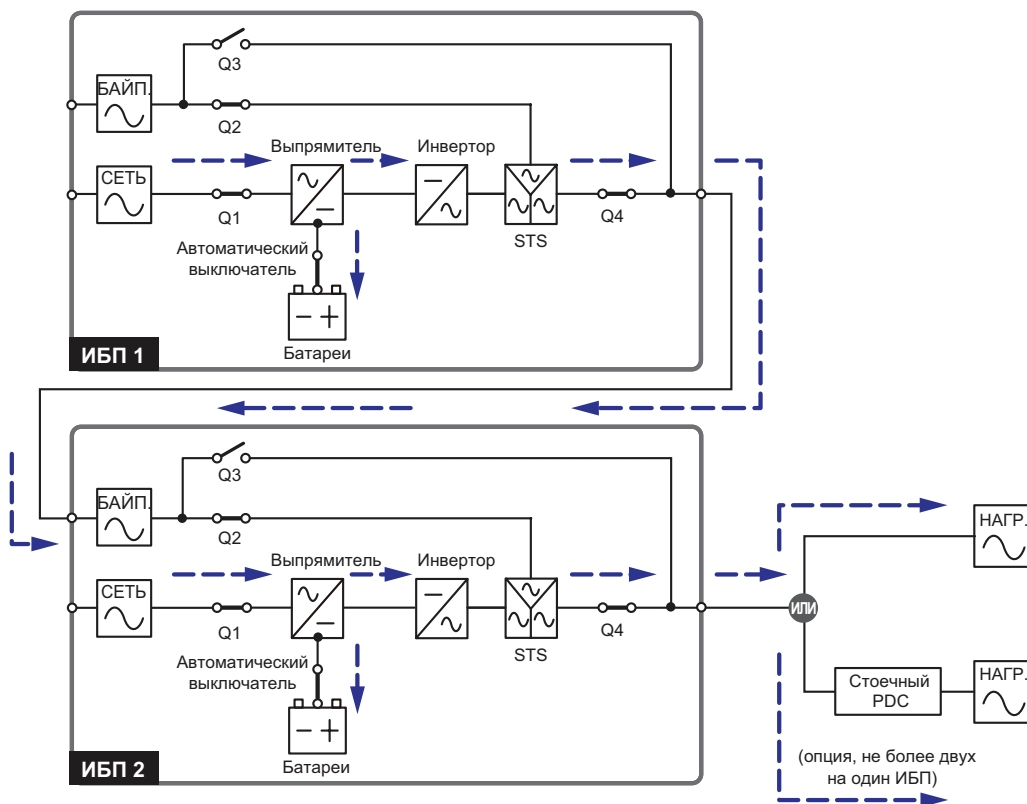 Q3
БАЙП.
Q2
Выпрямитель
Инвертор
СЕТЬ
Q1
STS
Q4
Автоматический
выключатель
− +
Батареи
ИБП 1
Q3
БАЙП.
Q2
Выпрямитель
Инвертор
СЕТЬ
Q1
STS
Q4
Автоматический
выключатель
− +
Батареи
ИБП 2
НАГР.
ИЛИ
Стоечный
PDC
НАГР.
(опция, не более двух
на один ИБП)